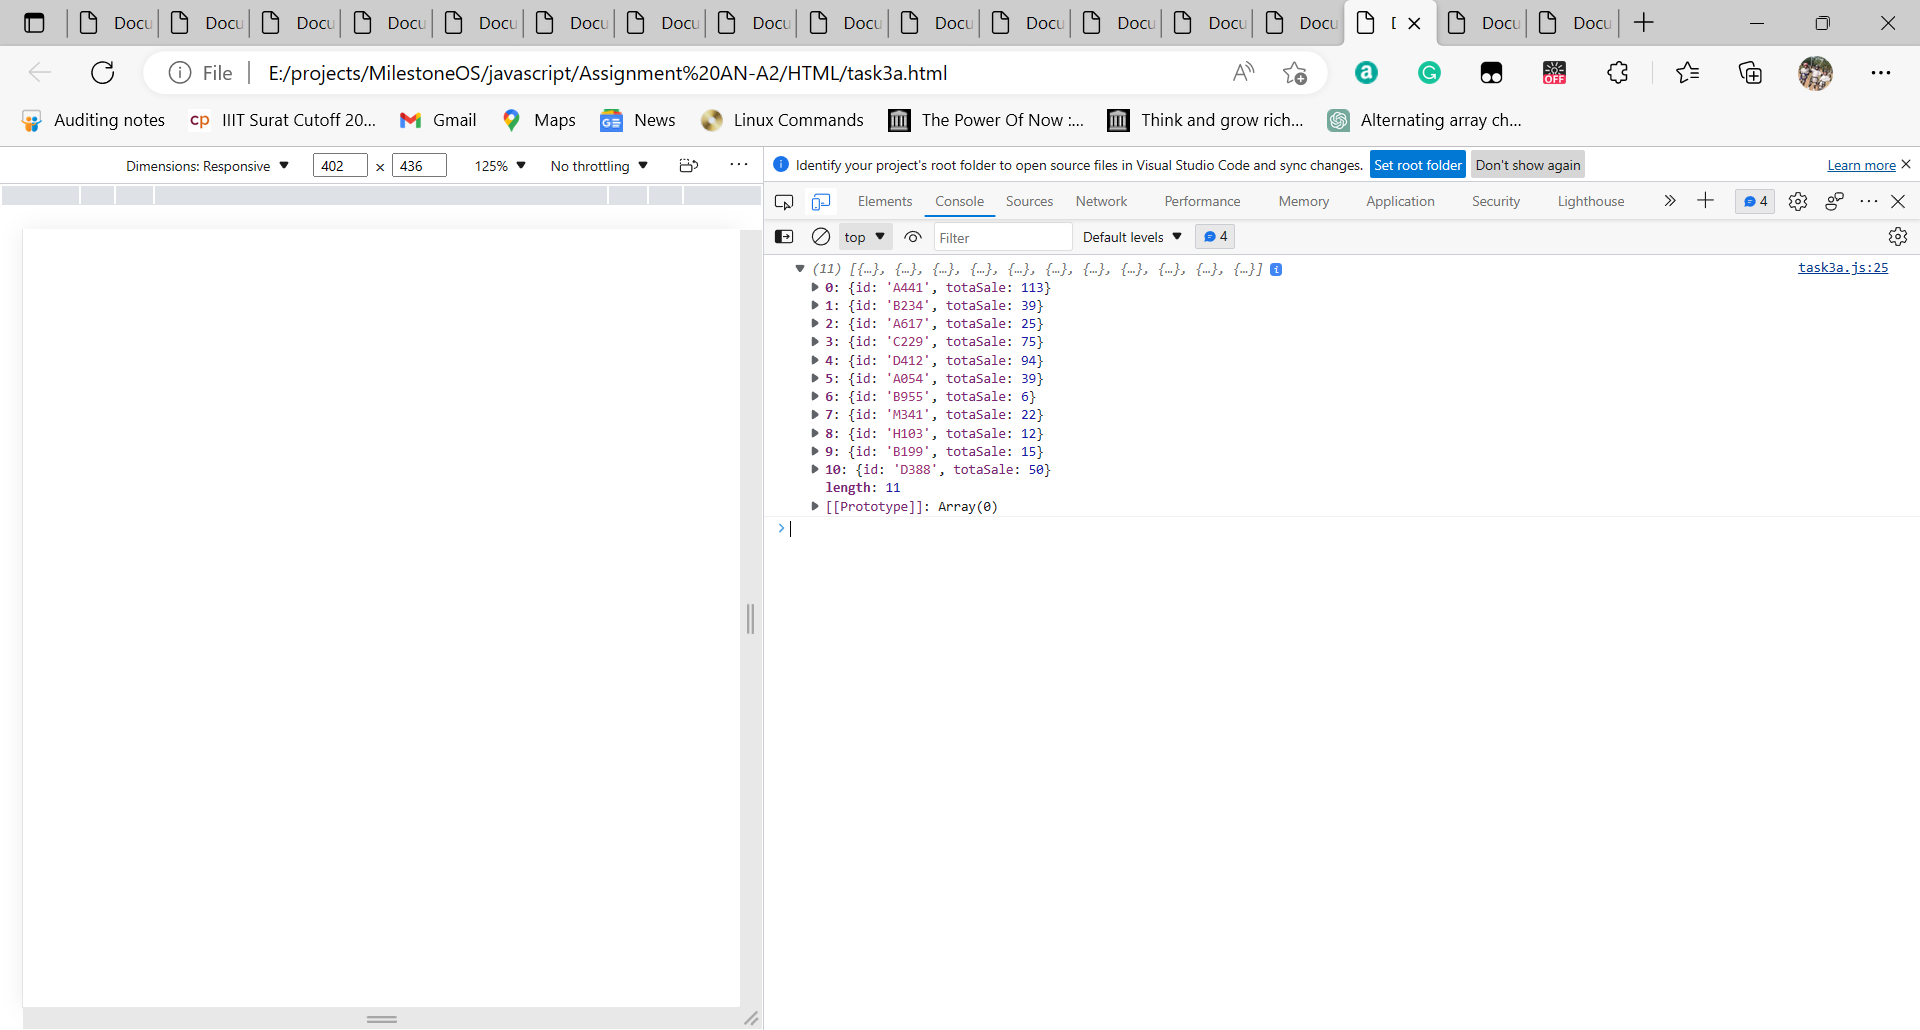 Docu Docu Docu Docu Docu Docu Docu Docu Docu Docu Docu Docu Docu Docu Docu Docu
File E:/projects/MilestoneOS/javascript/Assignment%20AN-A2/HTML/task3a.html
OFF
Auditing notes cp IIIT Surat Cutoff 20... Gmail Maps News Linux Commands The Power Of Now :... Think and grow rich... Alternating array ch...
Dimensions: Responsive 402 × 436 125% No throttling
Identify your project's root folder to open source files in Visual Studio Code and sync changes. Set root folder Don't show again Learn more
Elements Console Sources Network Performance Memory Application Security Lighthouse 4
top Filter Default levels 4
(11) [{…}, {…}, {…}, {…}, {…}, {…}, {…}, {…}, {…}, {…}, {…}] task3a.js:25
0: {id: 'A441', totaSale: 113}
1: {id: 'B234', totaSale: 39}
2: {id: 'A617', totaSale: 25}
3: {id: 'C229', totaSale: 75}
4: {id: 'D412', totaSale: 94}
5: {id: 'A054', totaSale: 39}
6: {id: 'B955', totaSale: 6}
7: {id: 'M341', totaSale: 22}
8: {id: 'H103', totaSale: 12}
9: {id: 'B199', totaSale: 15}
10: {id: 'D388', totaSale: 50}
length: 11
[[Prototype]]: Array(0)